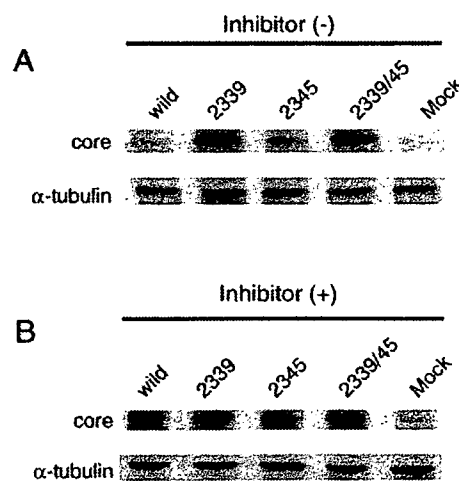 Inhibitor (-)
A
wild 2339 2345 2339/45 Mock
core
α-tubulin
Inhibitor (+)
B
wild 2339 2345 2339/45 Mock
core
α-tubulin